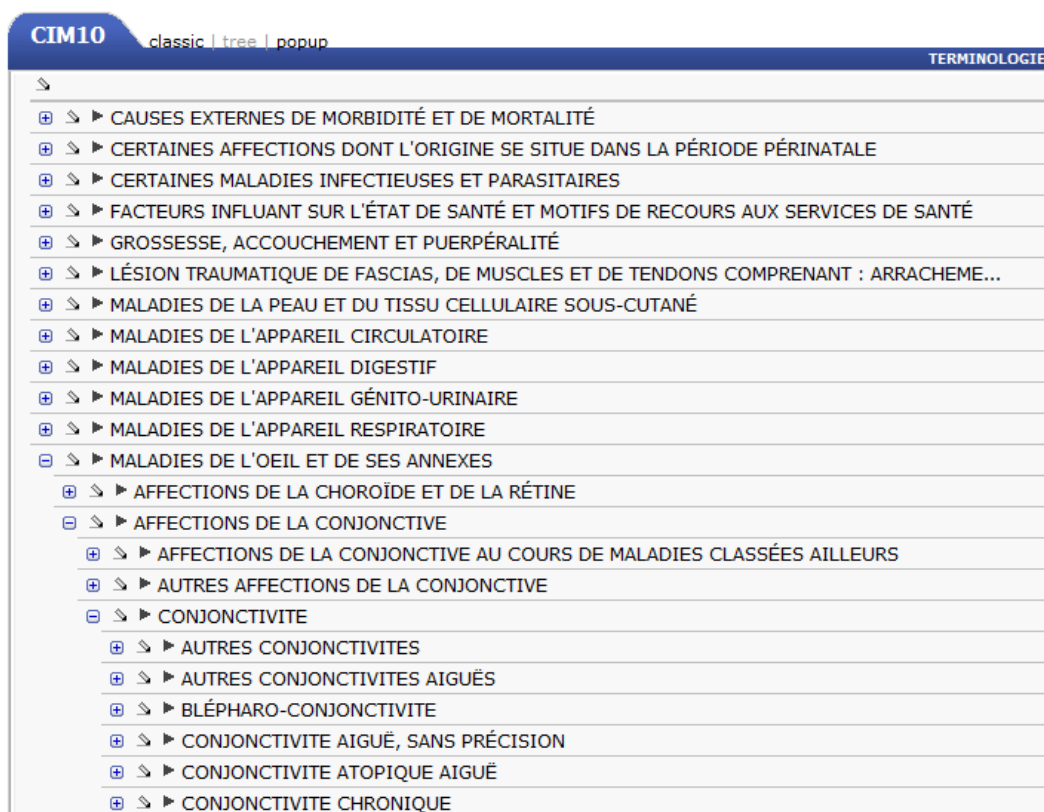 CIM10 classic | tree | popup
TERMINOLOGIE
CAUSES EXTERNES DE MORBIDITÉ ET DE MORTALITÉ
CERTAINES AFFECTIONS DONT L'ORIGINE SE SITUE DANS LA PÉRIODE PÉRINATALE
CERTAINES MALADIES INFECTIEUSES ET PARASITAIRES
FACTEURS INFLUANT SUR L'ÉTAT DE SANTÉ ET MOTIFS DE RECOURS AUX SERVICES DE SANTÉ
GROSSESSE, ACCOUCHEMENT ET PUERPÉRALITÉ
LÉSION TRAUMATIQUE DE FASCIAS, DE MUSCLES ET DE TENDONS COMPRENANT : ARRACHEME...
MALADIES DE LA PEAU ET DU TISSU CELLULAIRE SOUS-CUTANÉ
MALADIES DE L'APPAREIL CIRCULATOIRE
MALADIES DE L'APPAREIL DIGESTIF
MALADIES DE L'APPAREIL GÉNITO-URINAIRE
MALADIES DE L'APPAREIL RESPIRATOIRE
MALADIES DE L'OEIL ET DE SES ANNEXES
AFFECTIONS DE LA CHOROÏDE ET DE LA RÉTINE
AFFECTIONS DE LA CONJONCTIVE
AFFECTIONS DE LA CONJONCTIVE AU COURS DE MALADIES CLASSÉES AILLEURS
AUTRES AFFECTIONS DE LA CONJONCTIVE
CONJONCTIVITE
AUTRES CONJONCTIVITES
AUTRES CONJONCTIVITES AIGUËS
BLÉPHARO-CONJONCTIVITE
CONJONCTIVITE AIGUË, SANS PRÉCISION
CONJONCTIVITE ATOPIQUE AIGUË
CONJONCTIVITE CHRONIQUE